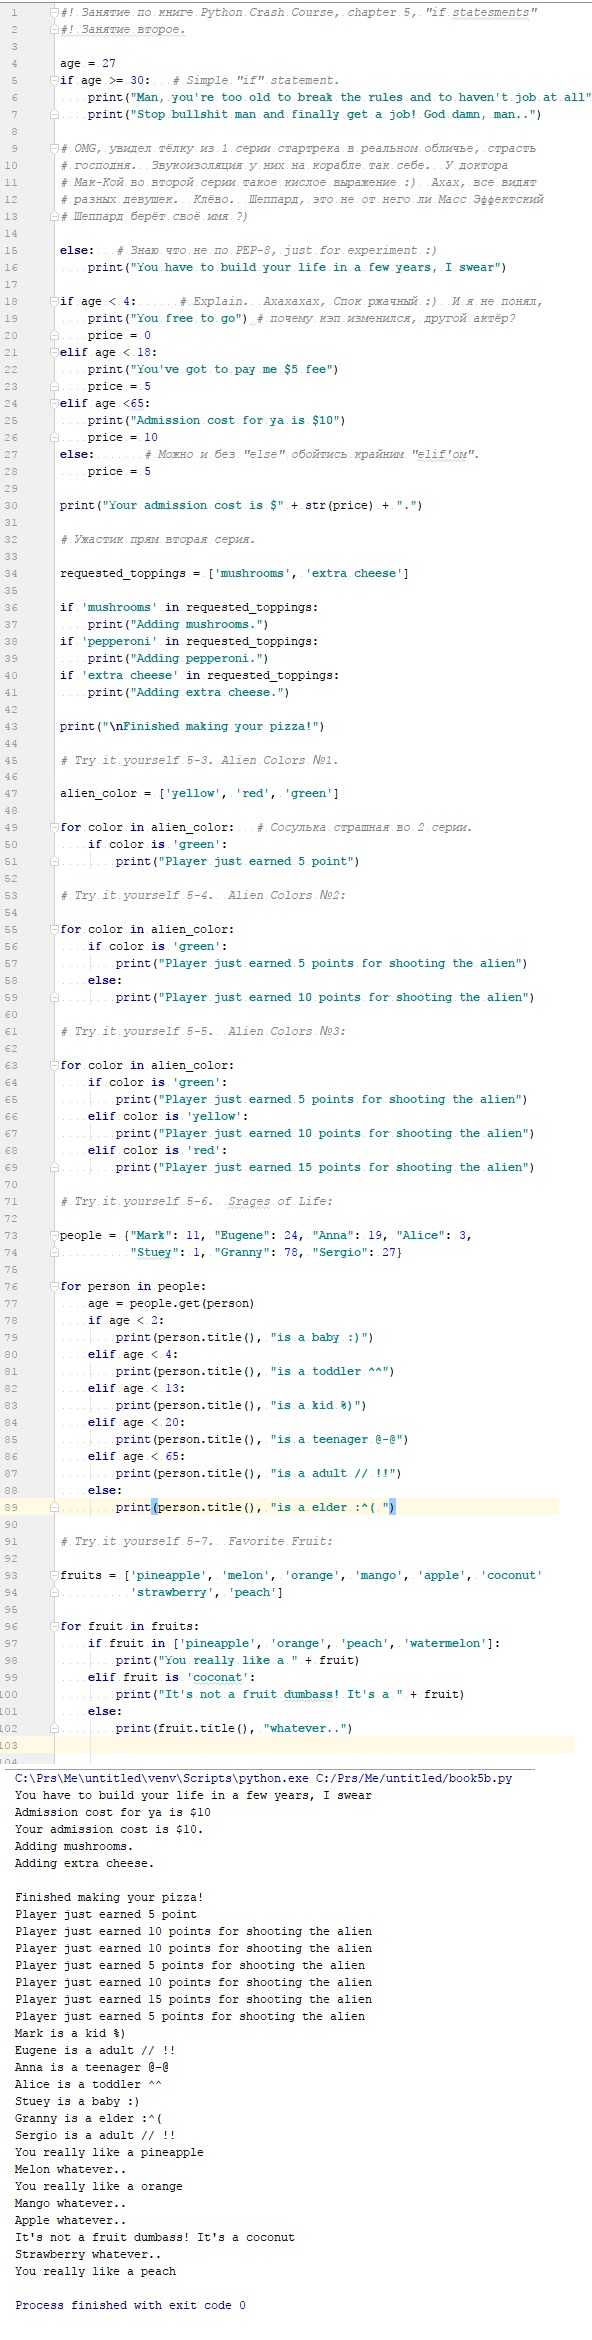 1 #! Занятие по книге Python Crash Course, chapter 5, "if statesments"
2 #! Занятие второе.
3
4 age = 27
5 if age >= 30:   # Simple "if" statement.
6     print("Man, you're too old to break the rules and to haven't job at all"
7     print("Stop bullshit man and finally get a job! God damn, man..")
8
9 # OMG, увидел тёлку из 1 серии стартрека в реальном обличье, страсть
10 # господня.. Звукоизоляция у них на корабле так себе.. У доктора
11 # Мак-Кой во второй серии такое кислое выражение :)  Ахах, все видят
12 # разных девушек.. Клёво.. Шеппард, это не от него ли Масс Эффектский
13 # Шеппард берёт своё имя ?)
14
15 else:   # Знаю что не по PEP-8, just for experiment :)
16     print("You have to build your life in a few years, I swear")
17
18 if age < 4:      # Explain.. Ахахахах, Спок ржачный :)  И я не понял,
19     print("You free to go")  # почему кэп изменился, другой актёр?
20     price = 0
21 elif age < 18:
22     print("You've got to pay me $5 fee")
23     price = 5
24 elif age <65:
25     print("Admission cost for ya is $10")
26     price = 10
27 else:       # Можно и без "else" обойтись крайним "elif'ом".
28     price = 5
29
30 print("Your admission cost is $" + str(price) + ".")
31
32 # Ужастик прям вторая серия.
33
34 requested_toppings = ['mushrooms', 'extra cheese']
35
36 if 'mushrooms' in requested_toppings:
37     print("Adding mushrooms.")
38 if 'pepperoni' in requested_toppings:
39     print("Adding pepperoni.")
40 if 'extra cheese' in requested_toppings:
41     print("Adding extra cheese.")
42
43 print("\nFinished making your pizza!")
44
45 # Try it yourself 5-3. Alien Colors №1.
46
47 alien_color = ['yellow', 'red', 'green']
48
49 for color in alien_color:   # Сосулька страшная во 2 серии.
50     if color is 'green':
51         print("Player just earned 5 point")
52
53 # Try it yourself 5-4.  Alien Colors №2:
54
55 for color in alien_color:
56     if color is 'green':
57         print("Player just earned 5 points for shooting the alien")
58     else:
59         print("Player just earned 10 points for shooting the alien")
60
61 # Try it yourself 5-5.  Alien Colors №3:
62
63 for color in alien_color:
64     if color is 'green':
65         print("Player just earned 5 points for shooting the alien")
66     elif color is 'yellow':
67         print("Player just earned 10 points for shooting the alien")
68     elif color is 'red':
69         print("Player just earned 15 points for shooting the alien")
70
71 # Try it yourself 5-6.  Srages of Life:
72
73 people = {"Mark": 11, "Eugene": 24, "Anna": 19, "Alice": 3,
74           "Stuey": 1, "Granny": 78, "Sergio": 27}
75
76 for person in people:
77     age = people.get(person)
78     if age < 2:
79         print(person.title(), "is a baby :)")
80     elif age < 4:
81         print(person.title(), "is a toddler ^^")
82     elif age < 13:
83         print(person.title(), "is a kid %)")
84     elif age < 20:
85         print(person.title(), "is a teenager @-@")
86     elif age < 65:
87         print(person.title(), "is a adult // !!")
88     else:
89         print(person.title(), "is a elder :^( ")
90
91 # Try it yourself 5-7.  Favorite Fruit:
92
93 fruits = ['pineapple', 'melon', 'orange', 'mango', 'apple', 'coconut'
94           'strawberry', 'peach']
95
96 for fruit in fruits:
97     if fruit in ['pineapple', 'orange', 'peach', 'watermelon']:
98         print("You really like a " + fruit)
99     elif fruit is 'coconat':
100         print("It's not a fruit dumbass! It's a " + fruit)
101     else:
102         print(fruit.title(), "whatever..")
103
104
C:\Prs\Me\untitled\venv\Scripts\python.exe C:/Prs/Me/untitled/book5b.py
You have to build your life in a few years, I swear
Admission cost for ya is $10
Your admission cost is $10.
Adding mushrooms.
Adding extra cheese.

Finished making your pizza!
Player just earned 5 point
Player just earned 10 points for shooting the alien
Player just earned 10 points for shooting the alien
Player just earned 5 points for shooting the alien
Player just earned 10 points for shooting the alien
Player just earned 15 points for shooting the alien
Player just earned 5 points for shooting the alien
Mark is a kid %)
Eugene is a adult // !!
Anna is a teenager @-@
Alice is a toddler ^^
Stuey is a baby :)
Granny is a elder :^(
Sergio is a adult // !!
You really like a pineapple
Melon whatever..
You really like a orange
Mango whatever..
Apple whatever..
It's not a fruit dumbass! It's a coconut
Strawberry whatever..
You really like a peach

Process finished with exit code 0